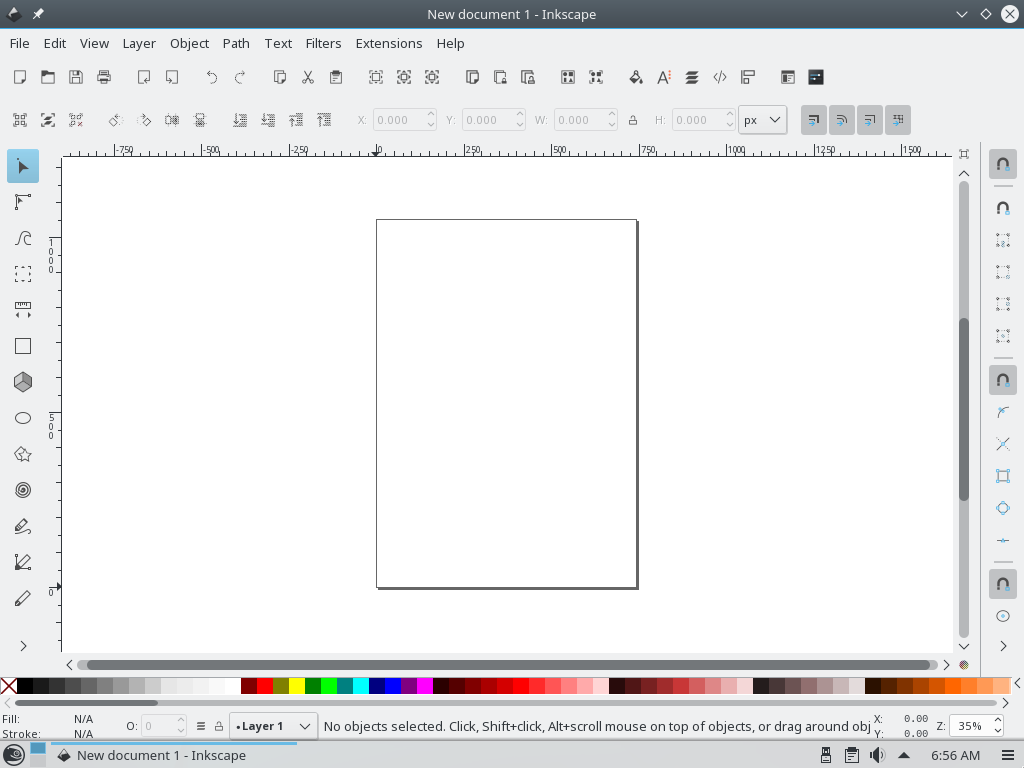 New document 1 - Inkscape
File Edit View Layer Object Path Text Filters Extensions Help
X: 0.000 Y: 0.000 W: 0.000 H: 0.000 px
-750 -500 -250 0 250 500 750 1000 1250 1500
1000
500
0
Fill: N/A
Stroke: N/A
O: 0
•Layer 1
No objects selected. Click, Shift+click, Alt+scroll mouse on top of objects, or drag around obj
X: 0.00
Y: 0.00
Z: 35%
New document 1 - Inkscape
6:56 AM